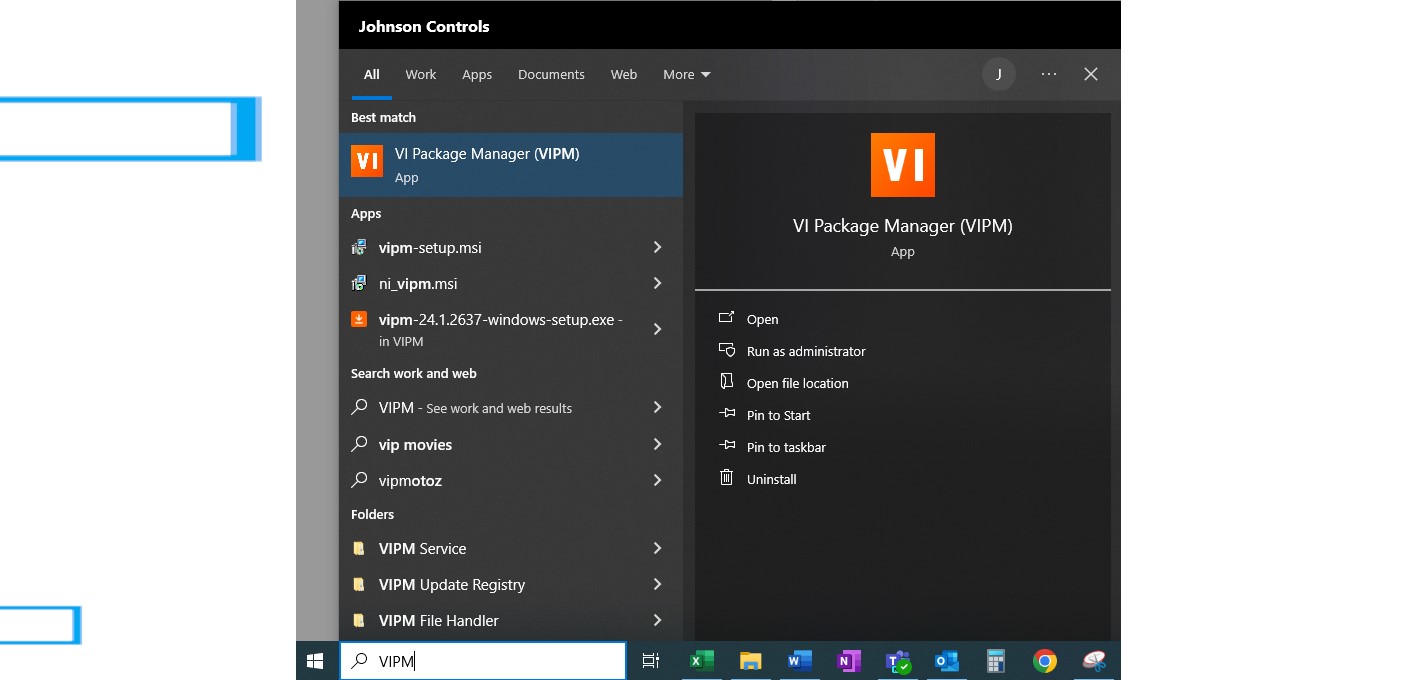 Johnson Controls
All Work Apps Documents Web More
J
Best match
VI
VI Package Manager (VIPM)
App
Apps
vipm-setup.msi
ni_vipm.msi
vipm-24.1.2637-windows-setup.exe -
in VIPM
Search work and web
VIPM - See work and web results
vip movies
vipmotoz
Folders
VIPM Service
VIPM Update Registry
VIPM File Handler
VI
VI Package Manager (VIPM)
App
Open
Run as administrator
Open file location
Pin to Start
Pin to taskbar
Uninstall
VIPM